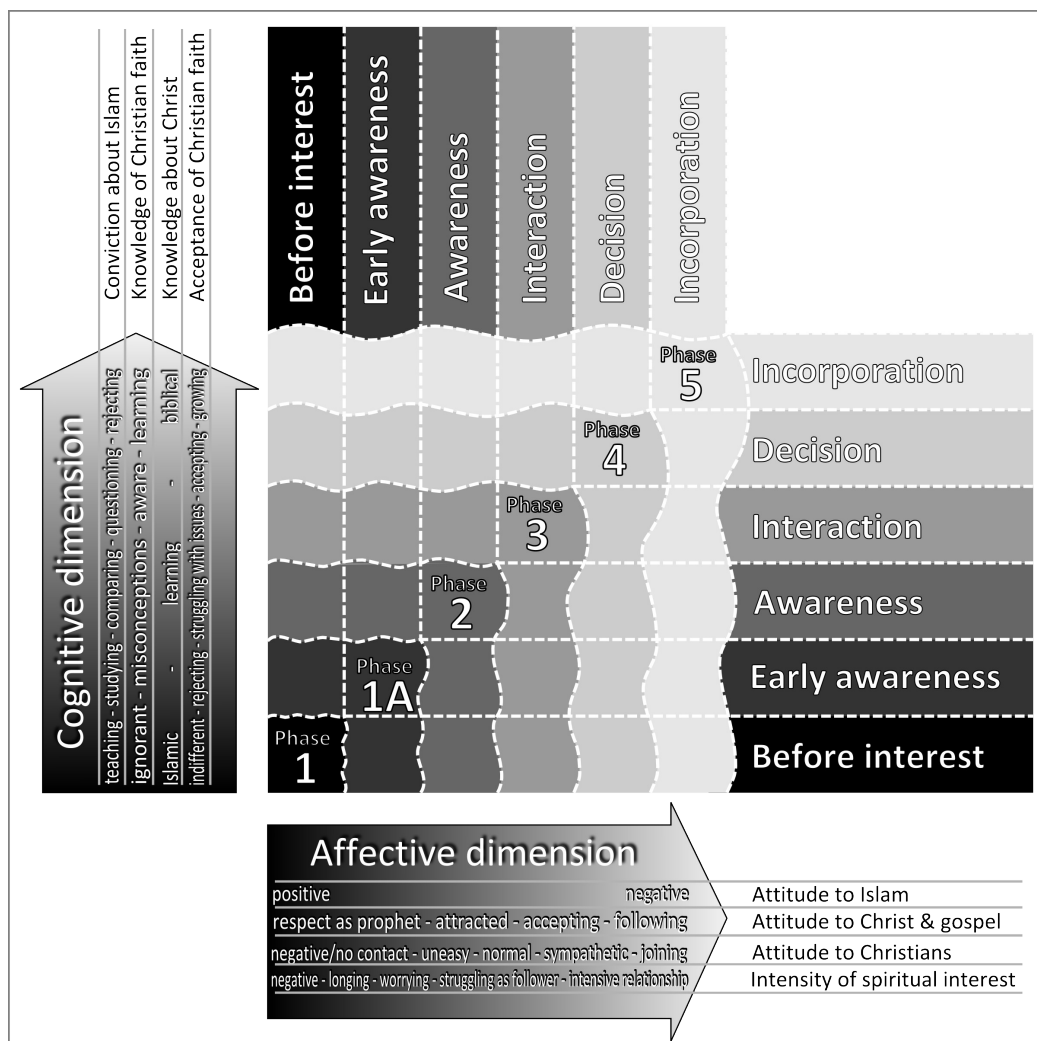 Conviction about Islam
Knowledge of Christian faith
Knowledge about Christ
Acceptance of Christian faith
Cognitive dimension
teaching - studying - comparing - questioning - rejecting
ignorant - misconceptions - aware - learning
Islamic - learning - biblical
indifferent - rejecting - struggling with issues - accepting - growing
Before interest
Early awareness
Awareness
Interaction
Decision
Incorporation
Phase
5
Incorporation
Phase
4
Decision
Phase
3
Interaction
Phase
2
Awareness
Phase
1A
Early awareness
Phase
1
Before interest
Affective dimension
positive negative Attitude to Islam
respect as prophet - attracted - accepting - following Attitude to Christ & gospel
negative/no contact - uneasy - normal - sympathetic - joining Attitude to Christians
negative - longing - worrying - struggling as follower - intensive relationship Intensity of spiritual interest